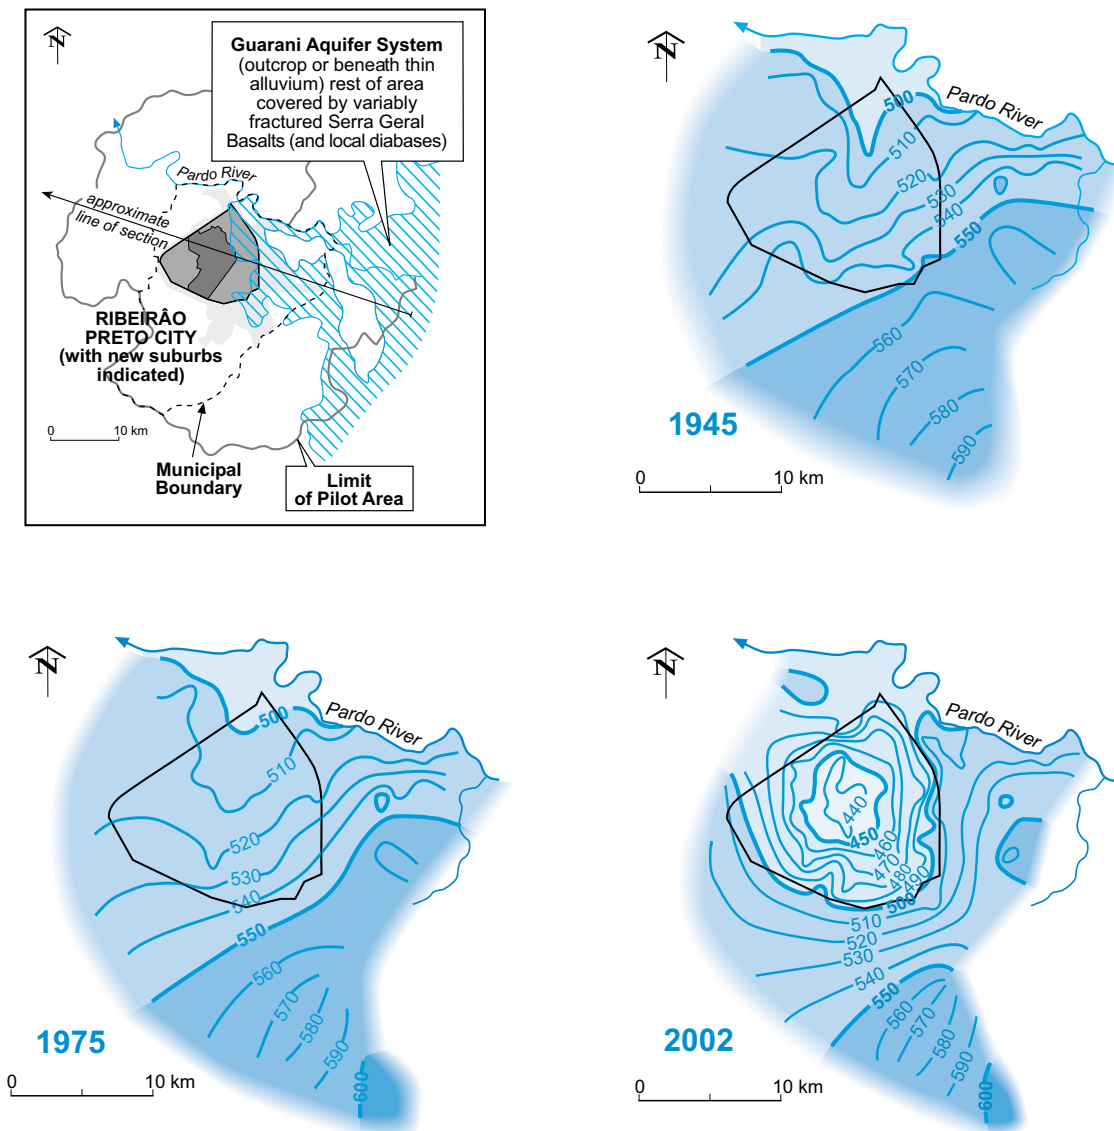 N
Guarani Aquifer System
(outcrop or beneath thin
alluvium) rest of area
covered by variably
fractured Serra Geral
Basalts (and local diabases)
Pardo River
approximate
line of section
RIBEIRÂO
PRETO CITY
(with new suburbs
indicated)
0 10 km
Municipal
Boundary
Limit
of Pilot Area
N
Pardo River
500
510
520
530
540
550
560
570
580
590
1945
0 10 km
N
Pardo River
500
510
520
530
540
550
560
570
580
590
600
1975
0 10 km
N
Pardo River
440
450
460
470
480
490
500
510
520
530
540
550
560
570
580
590
600
2002
0 10 km